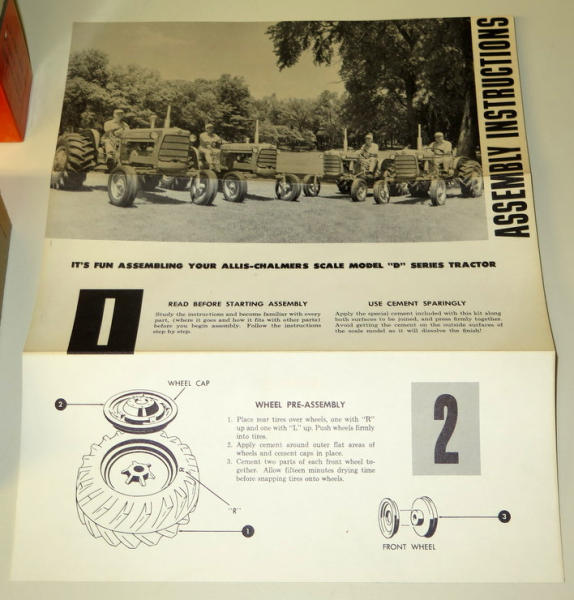 ASSEMBLY INSTRUCTIONS
IT'S FUN ASSEMBLING YOUR ALLIS-CHALMERS SCALE MODEL "D" SERIES TRACTOR
1
READ BEFORE STARTING ASSEMBLY
Study the instructions and become familiar with every
part, (where it goes and how it fits with other parts)
before you begin assembly. Follow the instructions
step by step.
USE CEMENT SPARINGLY
Apply the special cement included with this kit along
both surfaces to be joined, and press firmly together.
Avoid getting the cement on the outside surfaces of
the scale model as it will dissolve the finish!
2
WHEEL CAP
R
"R"
1
WHEEL PRE-ASSEMBLY
1. Place rear tires over wheels, one with "R"
up and one with "L" up. Push wheels firmly
into tires.
2. Apply cement around outer flat areas of
wheels and cement caps in place.
3. Cement two parts of each front wheel to-
gether. Allow fifteen minutes drying time
before snapping tires onto wheels.
2
3
FRONT WHEEL